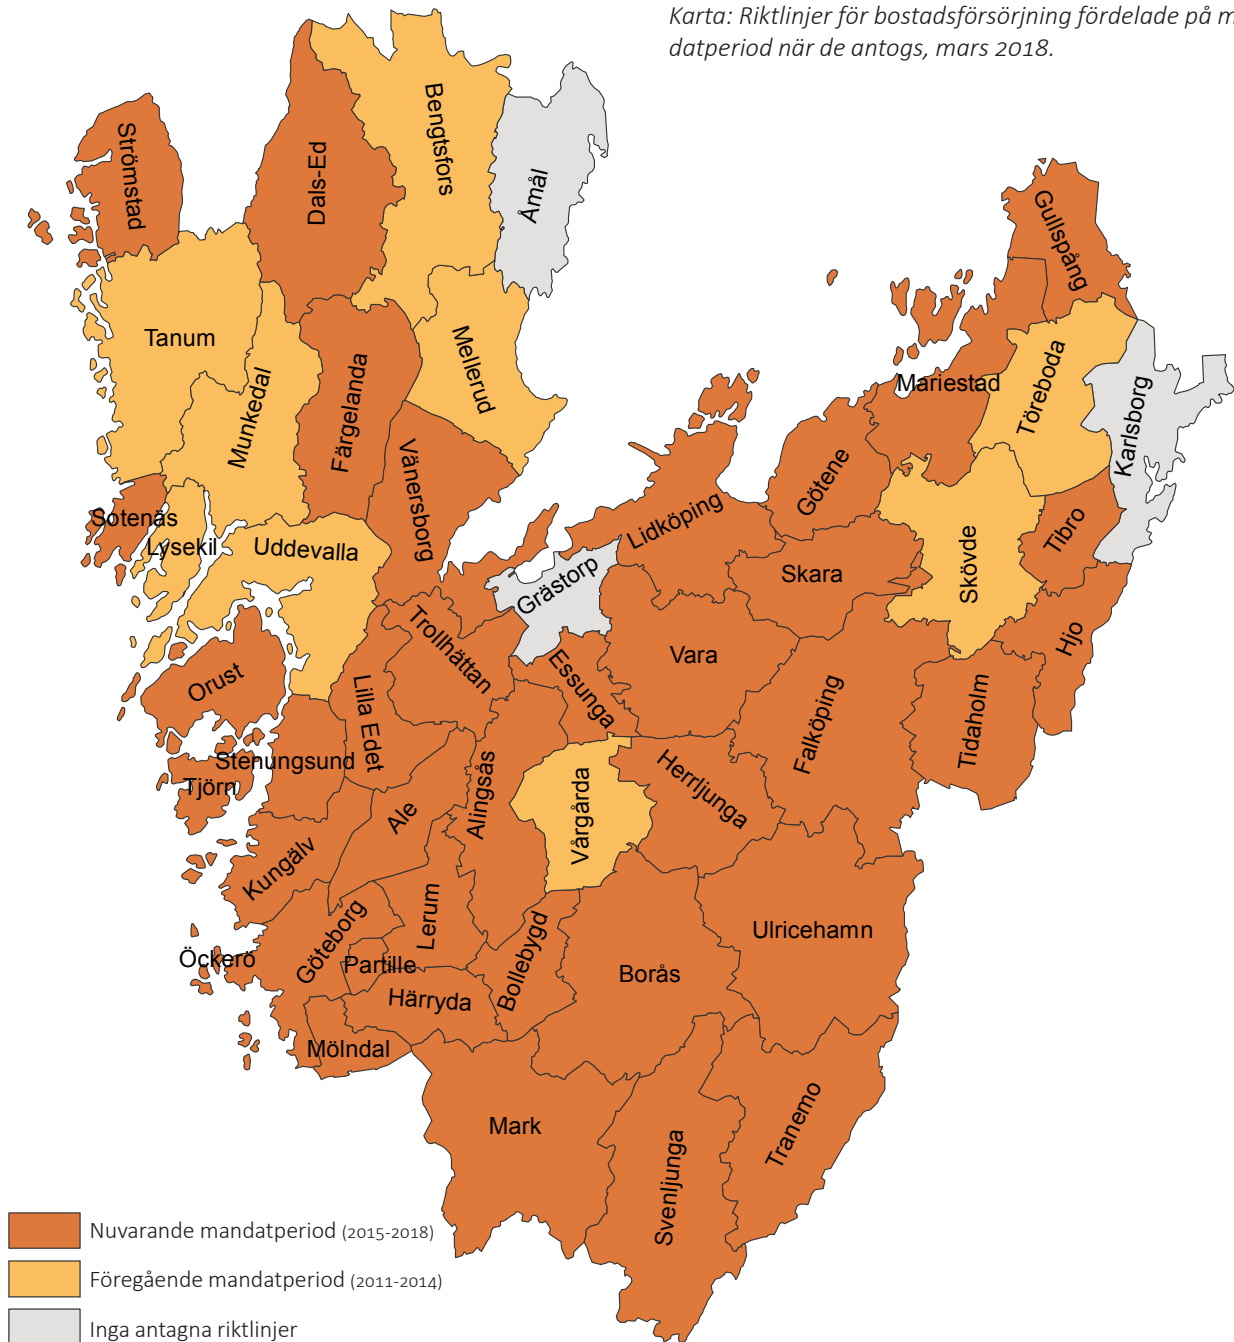 Karta: Riktlinjer för bostadsförsörjning fördelade på m
datperiod när de antogs, mars 2018.
Strömstad
Dals-Ed
Bengtsfors
Åmål
Gullspång
Tanum
Munkedal
Färgelanda
Mellerud
Mariestad
Töreboda
Karlsborg
Vänersborg
Götene
Lidköping
Sotenäs
Lysekil
Uddevalla
Grästorp
Skara
Skövde
Tibro
Hjo
Orust
Trollhättan
Essunga
Vara
Falköping
Tidaholm
Lilla Edet
Stenungsund
Tjörn
Alingsås
Vårgårda
Herrljunga
Ale
Kungälv
Lerum
Göteborg
Öckerö
Partille
Bollebygd
Borås
Ulricehamn
Härryda
Mölndal
Mark
Svenljunga
Tranemo
Nuvarande mandatperiod (2015-2018)
Föregående mandatperiod (2011-2014)
Inga antagna riktlinjer